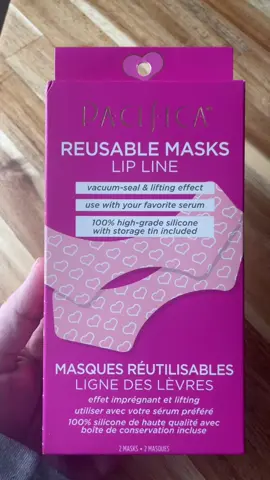 PACIFICA
REUSABLE MASKS
LIP LINE
vacuum-seal & lifting effect
use with your favorite serum
100% high-grade silicone
with storage tin included
MASQUES RÉUTILISABLES
LIGNE DES LÈVRES
effet imprégnant et lifting
utiliser avec votre sérum préféré
100% silicone de haute qualité avec
boîte de conservation incluse
2 MASKS • 2 MASQUES